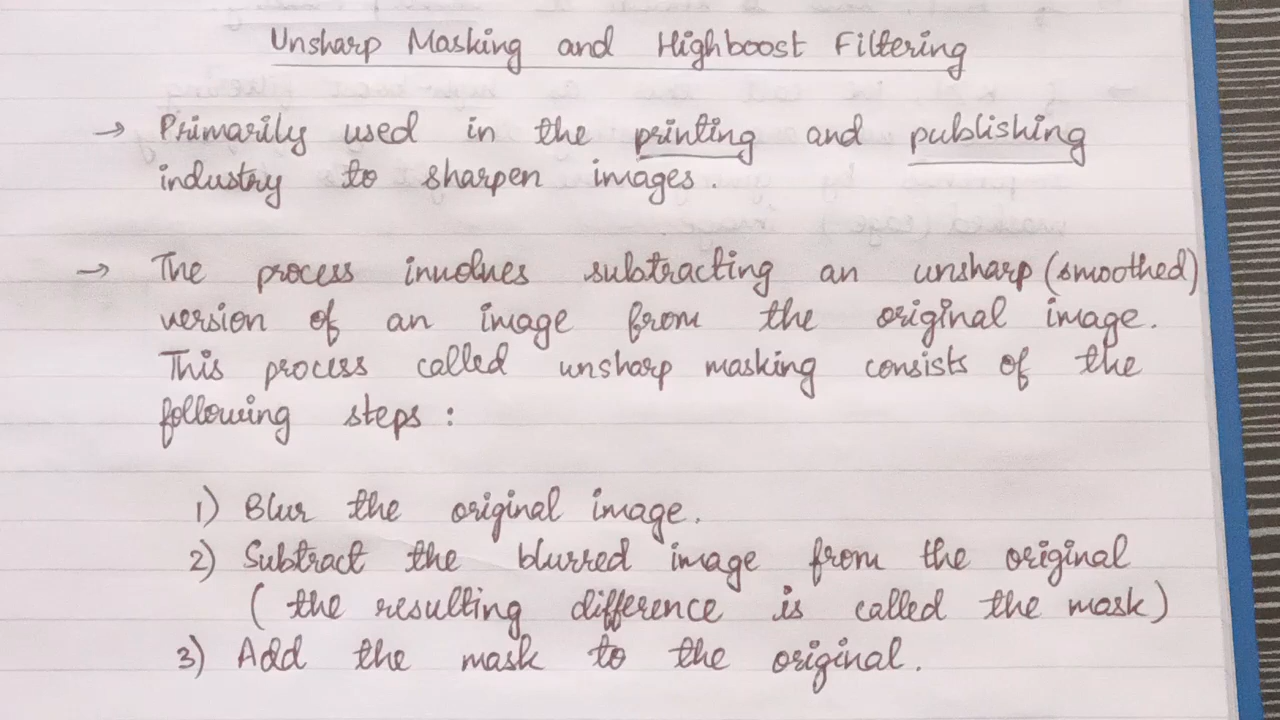 Unsharp Masking and Highboost Filtering
→ Primarily used in the printing and publishing
industry to sharpen images.
→ The process involves subtracting an unsharp (smoothed)
version of an image from the original image.
This process called unsharp masking consists of the
following steps :
1) Blur the original image.
2) Subtract the blurred image from the original
( the resulting difference is called the mask )
3) Add the mask to the original.